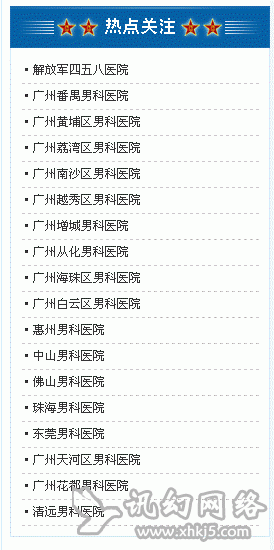 热点关注
解放军四五八医院
广州番禺男科医院
广州黄埔区男科医院
广州荔湾区男科医院
广州南沙区男科医院
广州越秀区男科医院
广州增城男科医院
广州从化男科医院
广州海珠区男科医院
广州白云区男科医院
惠州男科医院
中山男科医院
佛山男科医院
珠海男科医院
东莞男科医院
广州天河区男科医院
广州花都男科医院
清远男科医院
讯幻网络
www.xhkj5.com